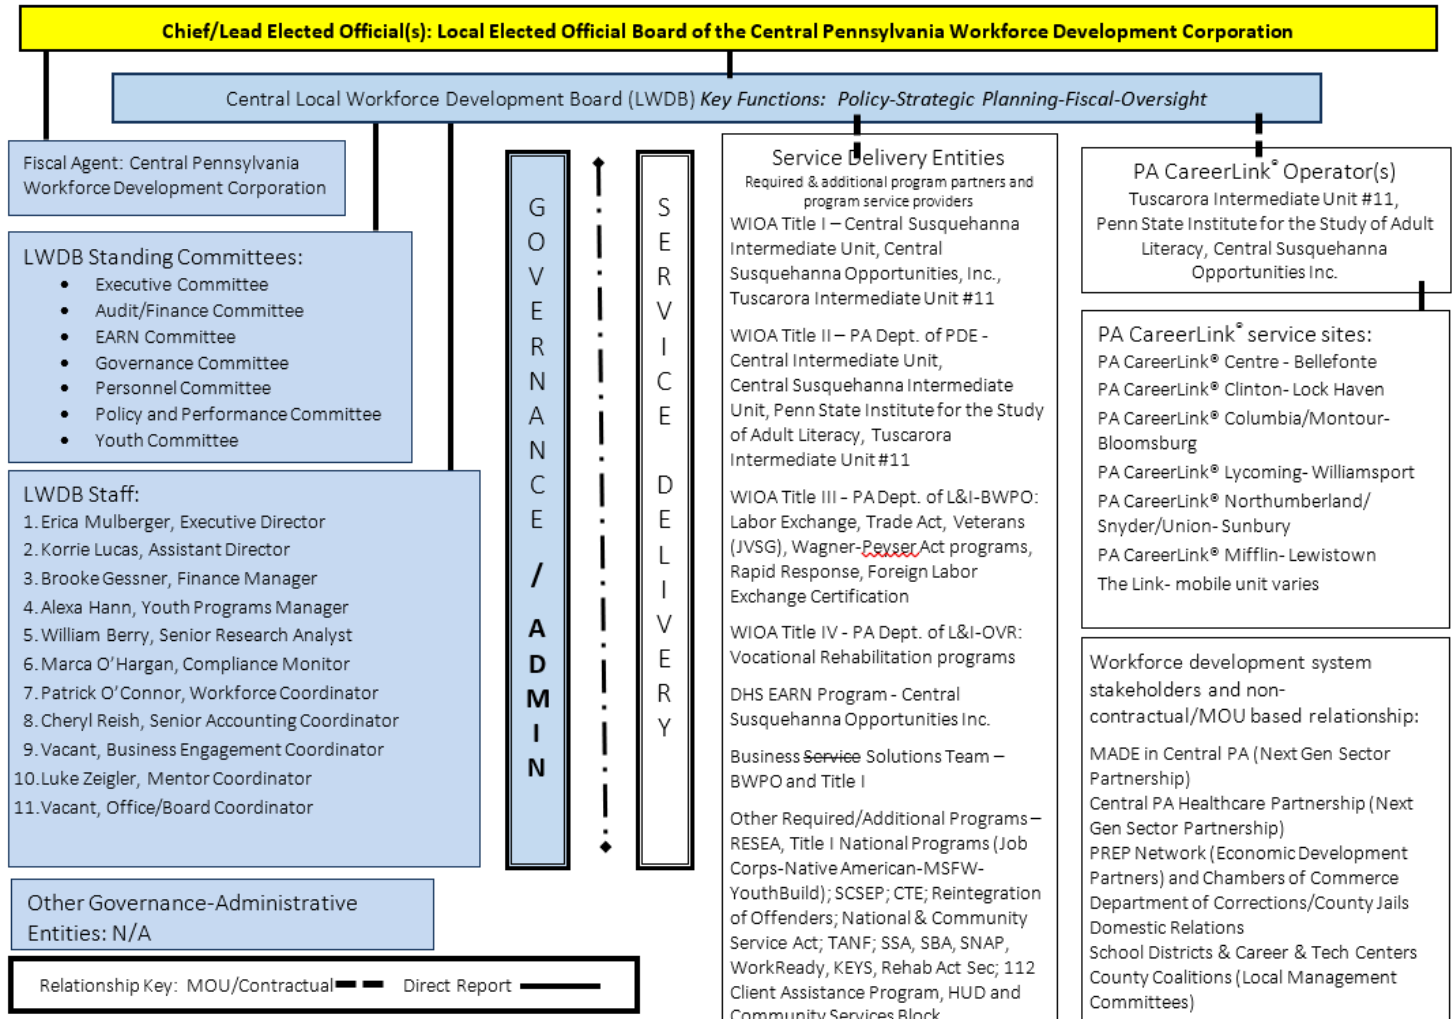 Chief/Lead Elected Official(s): Local Elected Official Board of the Central Pennsylvania Workforce Development Corporation
Central Local Workforce Development Board (LWDB) Key Functions: Policy-Strategic Planning-Fiscal-Oversight
Fiscal Agent: Central Pennsylvania
Workforce Development Corporation
LWDB Standing Committees:
• Executive Committee
• Audit/Finance Committee
• EARN Committee
• Governance Committee
• Personnel Committee
• Policy and Performance Committee
• Youth Committee
LWDB Staff:
1. Erica Mulberger, Executive Director
2. Korrie Lucas, Assistant Director
3. Brooke Gessner, Finance Manager
4. Alexa Hann, Youth Programs Manager
5. William Berry, Senior Research Analyst
6. Marca O'Hargan, Compliance Monitor
7. Patrick O'Connor, Workforce Coordinator
8. Cheryl Reish, Senior Accounting Coordinator
9. Vacant, Business Engagement Coordinator
10. Luke Zeigler, Mentor Coordinator
11. Vacant, Office/Board Coordinator
Other Governance-Administrative
Entities: N/A
Relationship Key: MOU/Contractual Direct Report
GOVERNANCE / ADMIN
SERVICE DELIVERY
Service Delivery Entities
Required & additional program partners and
program service providers
WIOA Title I – Central Susquehanna
Intermediate Unit, Central
Susquehanna Opportunities, Inc.,
Tuscarora Intermediate Unit #11
WIOA Title II – PA Dept. of PDE -
Central Intermediate Unit,
Central Susquehanna Intermediate
Unit, Penn State Institute for the Study
of Adult Literacy, Tuscarora
Intermediate Unit #11
WIOA Title III - PA Dept. of L&I-BWPO:
Labor Exchange, Trade Act, Veterans
(JVSG), Wagner-Peyser Act programs,
Rapid Response, Foreign Labor
Exchange Certification
WIOA Title IV - PA Dept. of L&I-OVR:
Vocational Rehabilitation programs
DHS EARN Program - Central
Susquehanna Opportunities Inc.
Business Service Solutions Team –
BWPO and Title I
Other Required/Additional Programs –
RESEA, Title I National Programs (Job
Corps-Native American-MSFW-
YouthBuild); SCSEP; CTE; Reintegration
of Offenders; National & Community
Service Act; TANF; SSA, SBA, SNAP,
WorkReady, KEYS, Rehab Act Sec; 112
Client Assistance Program, HUD and
Community Services Block
PA CareerLink® Operator(s)
Tuscarora Intermediate Unit #11,
Penn State Institute for the Study of Adult
Literacy, Central Susquehanna
Opportunities Inc.
PA CareerLink® service sites:
PA CareerLink® Centre - Bellefonte
PA CareerLink® Clinton- Lock Haven
PA CareerLink® Columbia/Montour-
Bloomsburg
PA CareerLink® Lycoming- Williamsport
PA CareerLink® Northumberland/
Snyder/Union- Sunbury
PA CareerLink® Mifflin- Lewistown
The Link- mobile unit varies
Workforce development system
stakeholders and non-
contractual/MOU based relationship:
MADE in Central PA (Next Gen Sector
Partnership)
Central PA Healthcare Partnership (Next
Gen Sector Partnership)
PREP Network (Economic Development
Partners) and Chambers of Commerce
Department of Corrections/County Jails
Domestic Relations
School Districts & Career & Tech Centers
County Coalitions (Local Management
Committees)